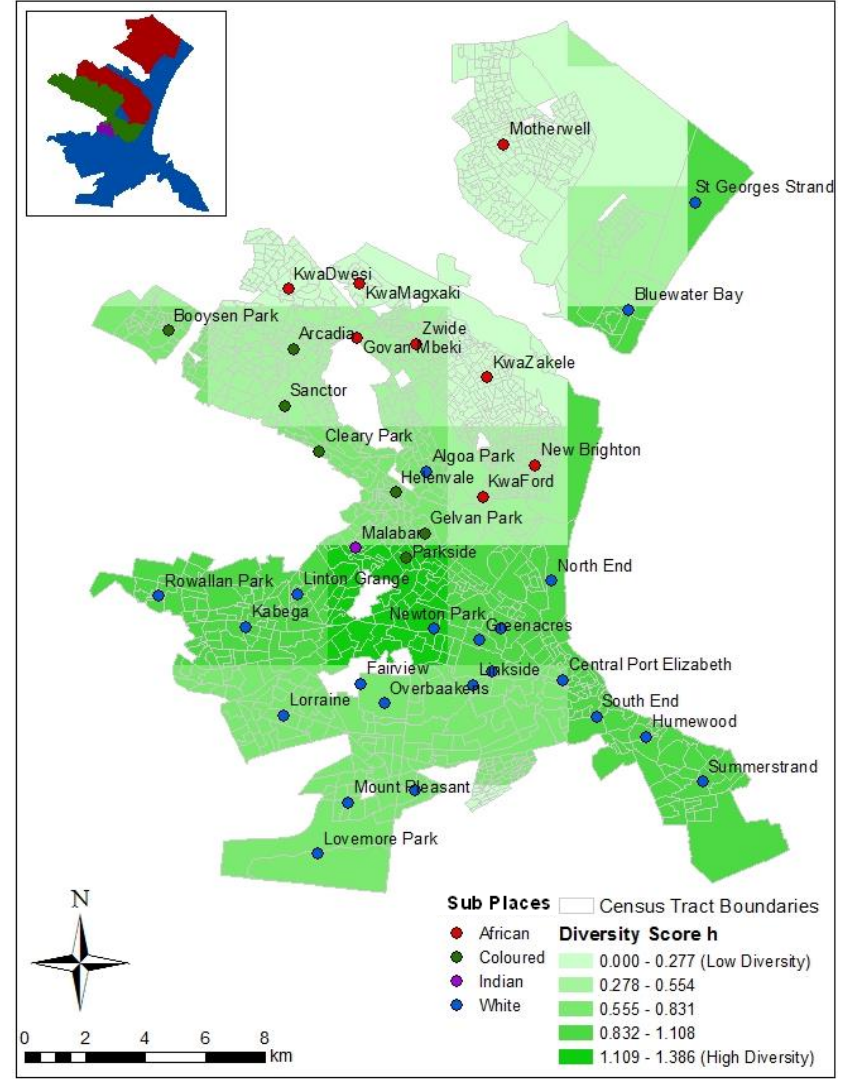 Motherwell
St Georges Strand
KwaDwesi
KwaMagxaki
Bluewater Bay
Booysen Park
Arcadia
Zwide
Govan Mbeki
KwaZakele
Sanctor
Cleary Park
Algoa Park
New Brighton
Helenvale
KwaFord
Gelvan Park
Malabar
Parkside
North End
Rowallan Park
Linton Grange
Kabega
Newton Park
Greenacres
Fairview
Linkside
Central Port Elizabeth
Overbaakens
Lorraine
South End
Humewood
Summerstrand
Mount Pleasant
Lovemore Park
N
0 2 4 6 8
km
Sub Places
African
Coloured
Indian
White
Census Tract Boundaries
Diversity Score h
0.000 - 0.277 (Low Diversity)
0.278 - 0.554
0.555 - 0.831
0.832 - 1.108
1.109 - 1.386 (High Diversity)